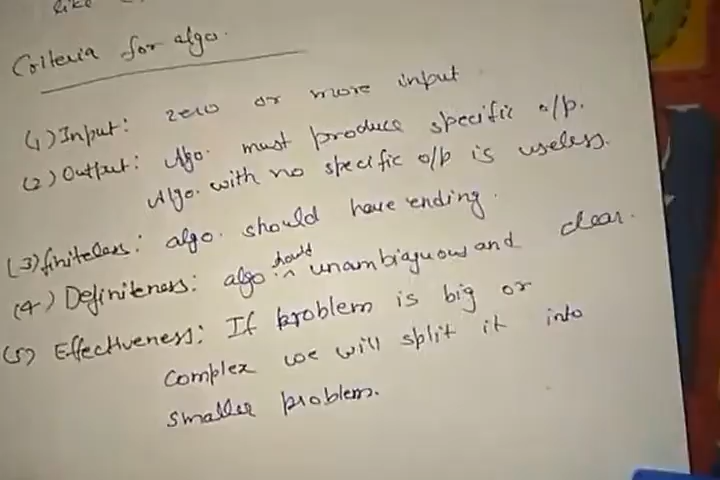 like
Criteria for algo.
(1) Input: zero or more input
(2) Output: Algo. must produce specific o/p.
Algo. with no specific o/p is useless.
(3) finiteless: algo. should have ending.
(4) Definiteness: algo should unambiguous and clear.
(5) Effectiveness: If problem is big or
complex we will split it into
smaller problem.